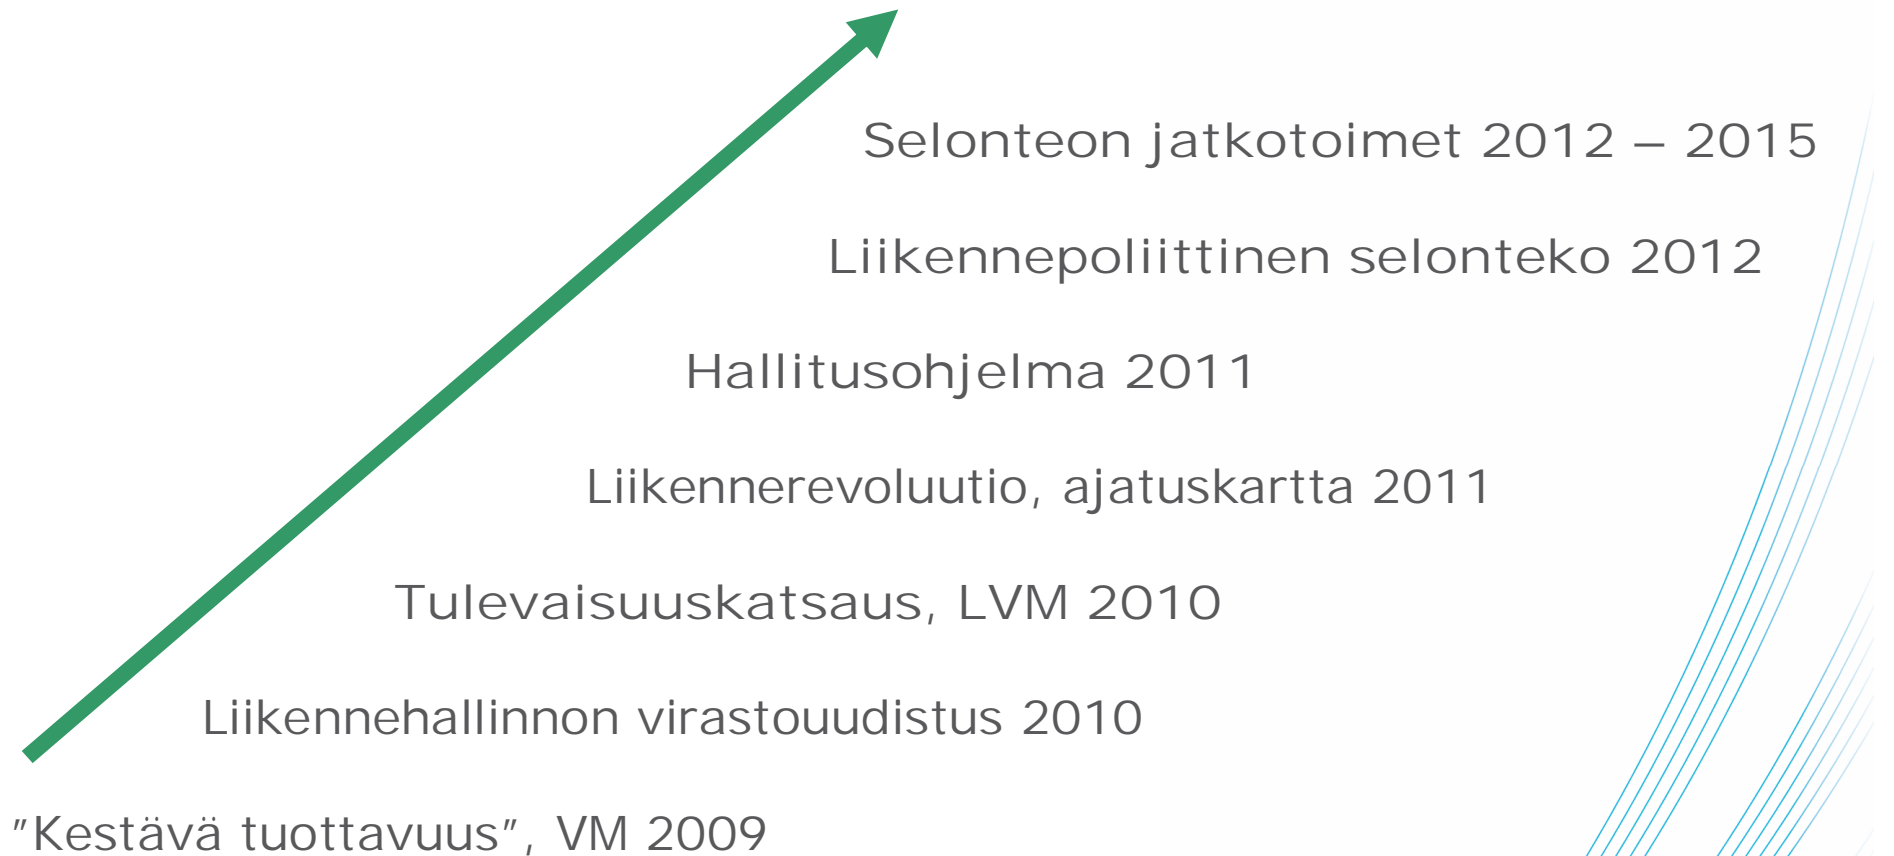 Selonteon jatkotoimet 2012 – 2015
Liikennepoliittinen selonteko 2012
Hallitusohjelma 2011
Liikennerevoluutio, ajatuskartta 2011
Tulevaisuuskatsaus, LVM 2010
Liikennehallinnon virastouudistus 2010
”Kestävä tuottavuus”, VM 2009